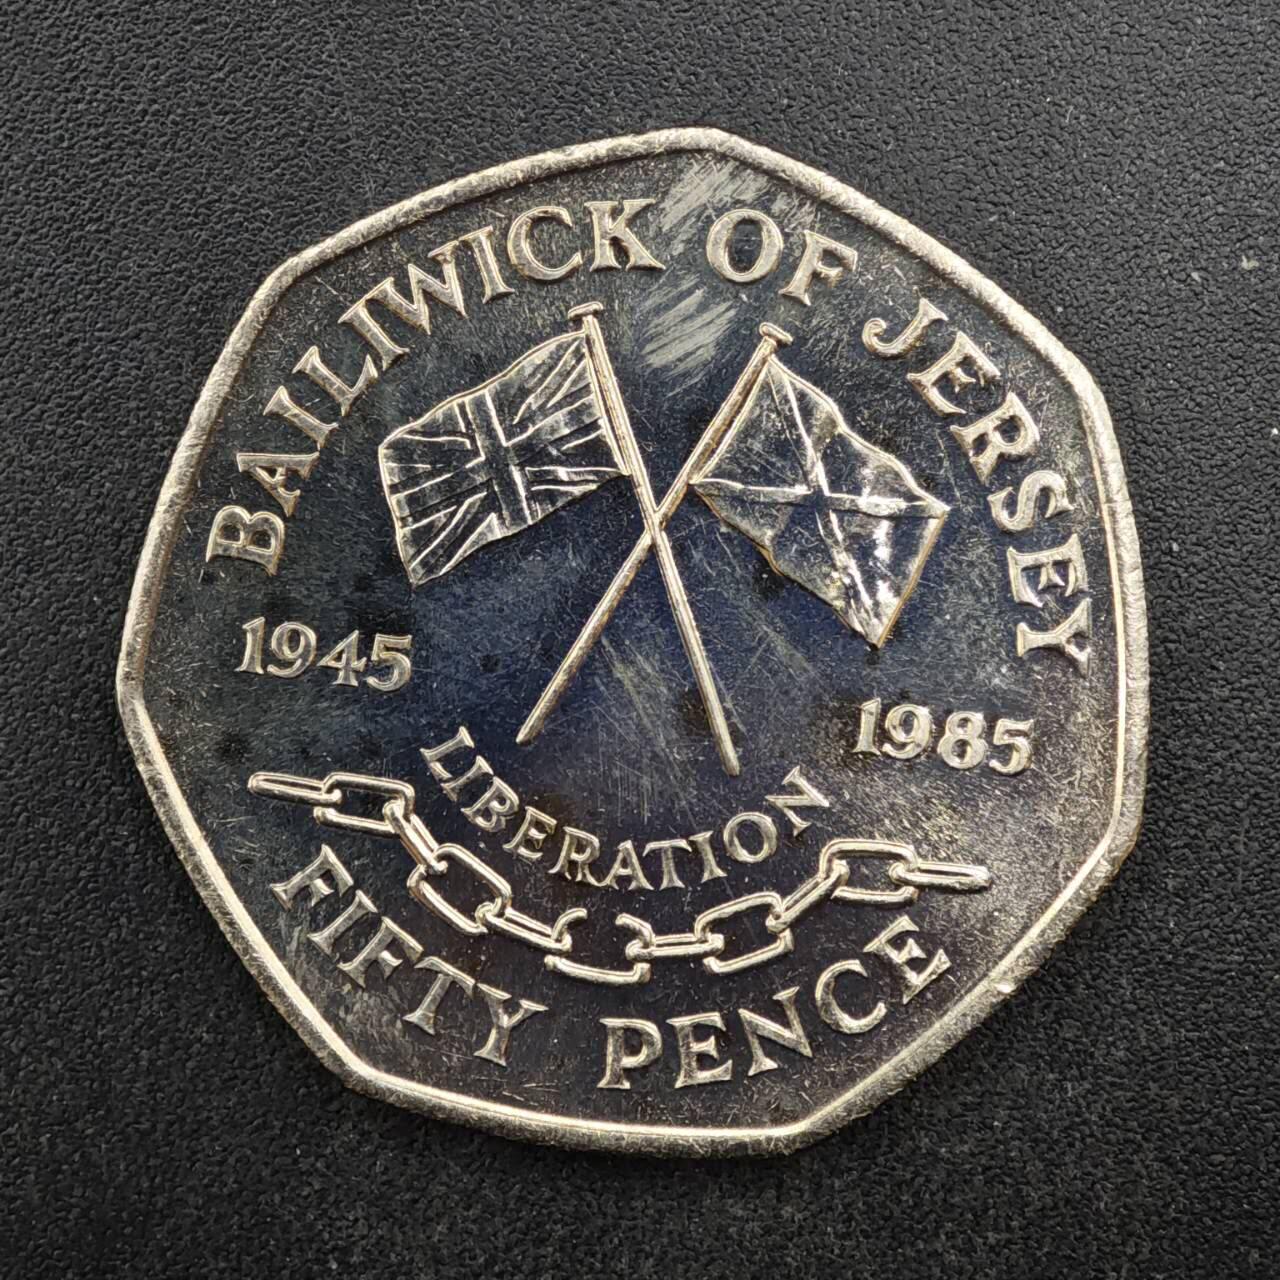 BAILIWICK OF JERSEY
1945
1985
LIBERATION
FIFTY PENCE